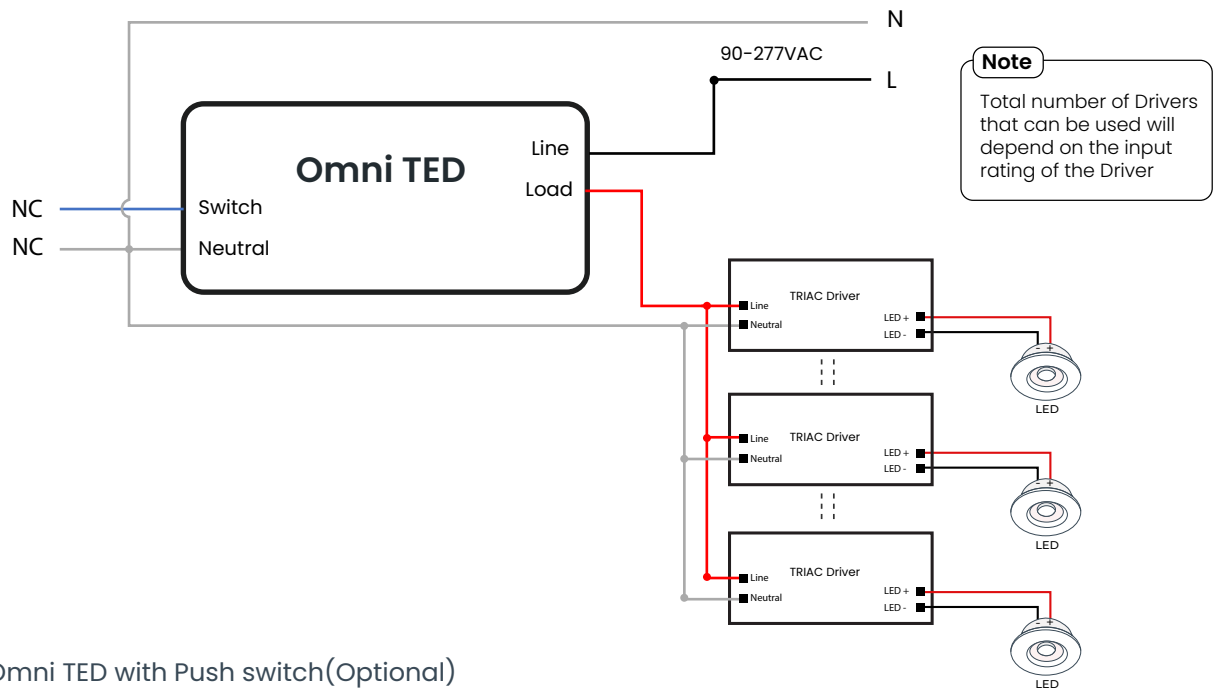 N
90-277VAC
L
Note
Total number of Drivers
that can be used will
depend on the input
rating of the Driver
Omni TED
Line
Load
NC
Switch
NC
Neutral
TRIAC Driver
Line
Neutral
LED +
LED -
- +
LED
TRIAC Driver
Line
Neutral
LED +
LED -
- +
LED
TRIAC Driver
Line
Neutral
LED +
LED -
- +
LED
Omni TED with Push switch(Optional)